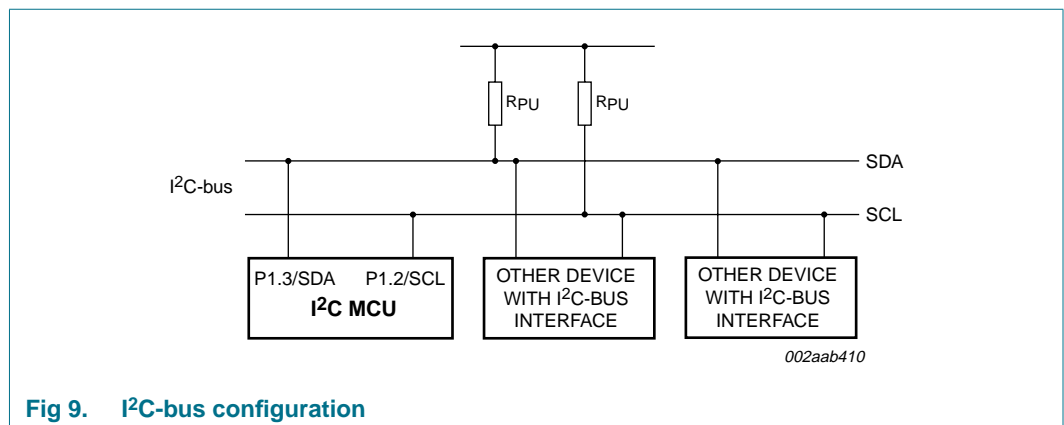 RPU RPU
SDA
I2C-bus
SCL
P1.3/SDA P1.2/SCL
I2C MCU
OTHER DEVICE
WITH I2C-BUS
INTERFACE
OTHER DEVICE
WITH I2C-BUS
INTERFACE
002aab410
Fig 9. I2C-bus configuration